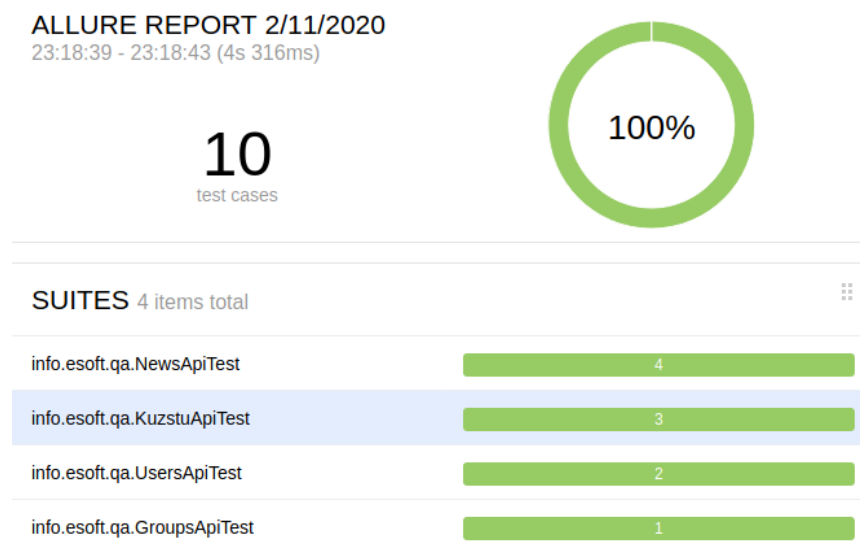 ALLURE REPORT 2/11/2020
23:18:39 - 23:18:43 (4s 316ms)
10
test cases
100%
SUITES 4 items total
info.esoft.qa.NewsApiTest 4
info.esoft.qa.KuzstuApiTest 3
info.esoft.qa.UsersApiTest 2
info.esoft.qa.GroupsApiTest 1